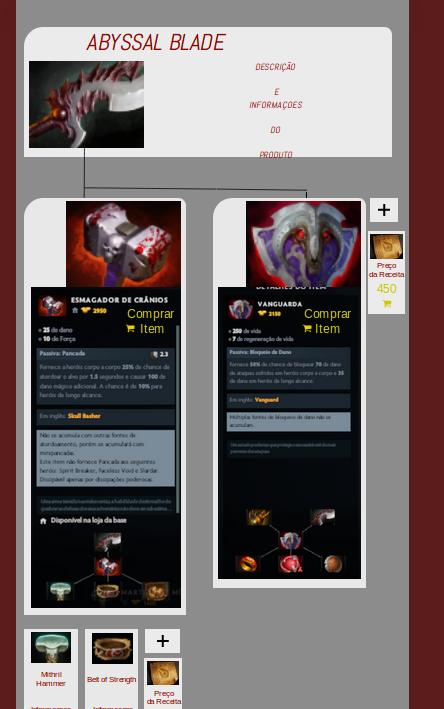 ABYSSAL BLADE
DESCRIÇÃO
E
INFORMAÇOES
DO
PRODUTO
+
Preço
da Receita
450
ESMAGADOR DE CRÂNIOS
2950
Comprar
Item
25 de dano
10 de Força
Passiva: Pancada
2.3
Fornece a heróis corpo a corpo 25% de chance de
atordoar o alvo por 1.5 segundos e causar 100 de
dano mágico adicional. A chance é de 10% para
heróis de longo alcance.
Em inglês: Skull Basher
Não se acumula com outras fontes de
atordoamento, porém se acumulará com
minipancada.
Este item não fornece Pancada aos seguintes
heróis: Spirit Breaker, Faceless Void e Slardar.
Dissipável apenas por dissipações poderosas.
Disponível na loja da base
DETALHES DO ITEM
VANGUARDA
2150
Comprar
Item
250 de vida
7 de regeneração de vida
Passiva: Bloqueio de Dano
Fornece 50% de chance de bloquear 70 de dano
de ataques sofridos em heróis corpo a corpo e 35
de dano em heróis de longo alcance.
Em inglês: Vanguard
Múltiplas fontes de bloqueio de dano não se
acumulam.
Mithril
Hammer
Belt of Strength
+
Preço
da Receita